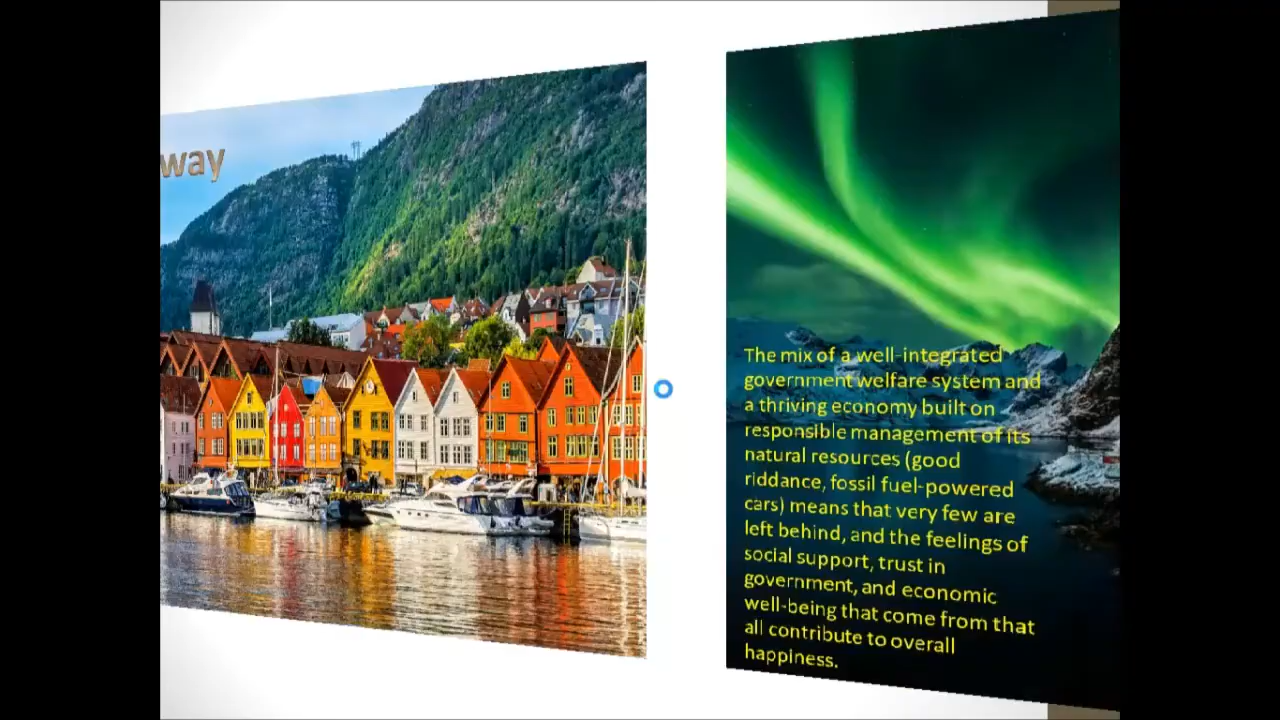 way
The mix of a well-integrated
government welfare system and
a thriving economy built on
responsible management of its
natural resources (good
riddance, fossil fuel-powered
cars) means that very few are
left behind, and the feelings of
social support, trust in
government, and economic
well-being that come from that
all contribute to overall
happiness.